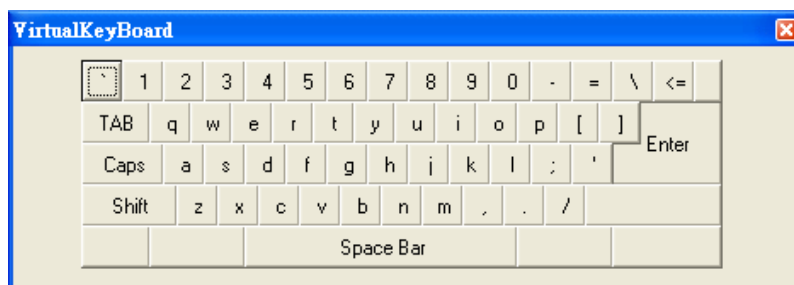 VirtualKeyBoard
` 1 2 3 4 5 6 7 8 9 0 - = \ <=
TAB q w e r t y u i o p [ ]
Enter
Caps a s d f g h j k l ; '
Shift z x c v b n m , . /
Space Bar